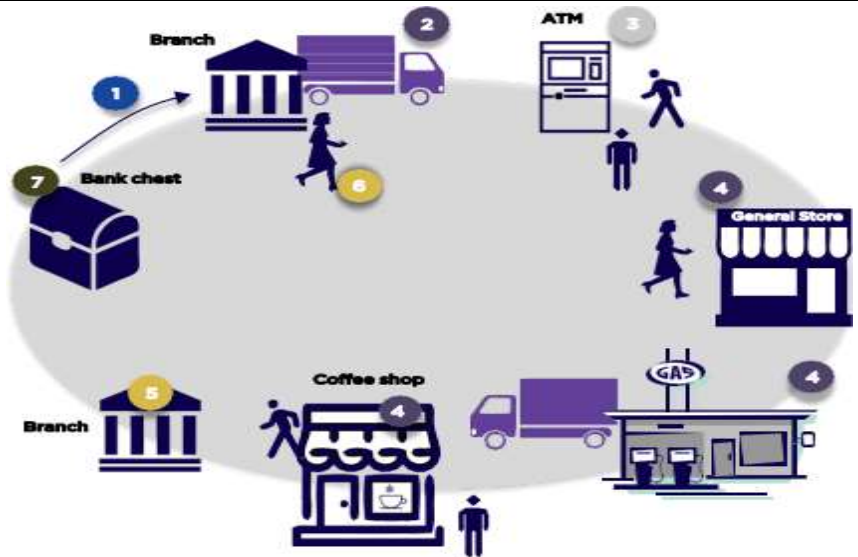 Branch
2
ATM
3
1
7
Bank chest
6
4
General Store
Coffee shop
4
GAS
4
5
Branch